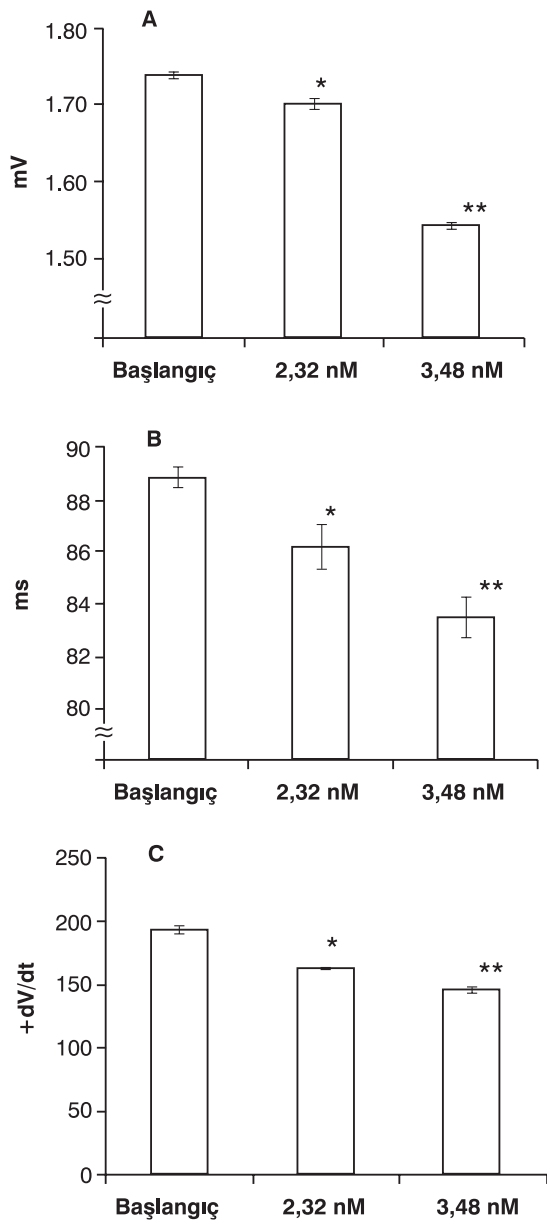 A
1.80
1.70
1.60
1.50
mV
*
**
Başlangıç 2,32 nM 3,48 nM
B
90
88
86
84
82
80
ms
*
**
Başlangıç 2,32 nM 3,48 nM
C
250
200
150
100
50
0
+dV/dt
*
**
Başlangıç 2,32 nM 3,48 nM